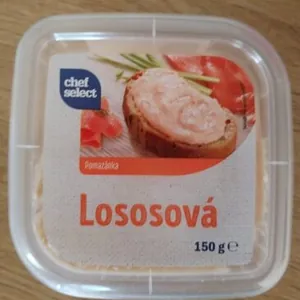 chef
select
Pomazánka
Lososová
150 g ℮